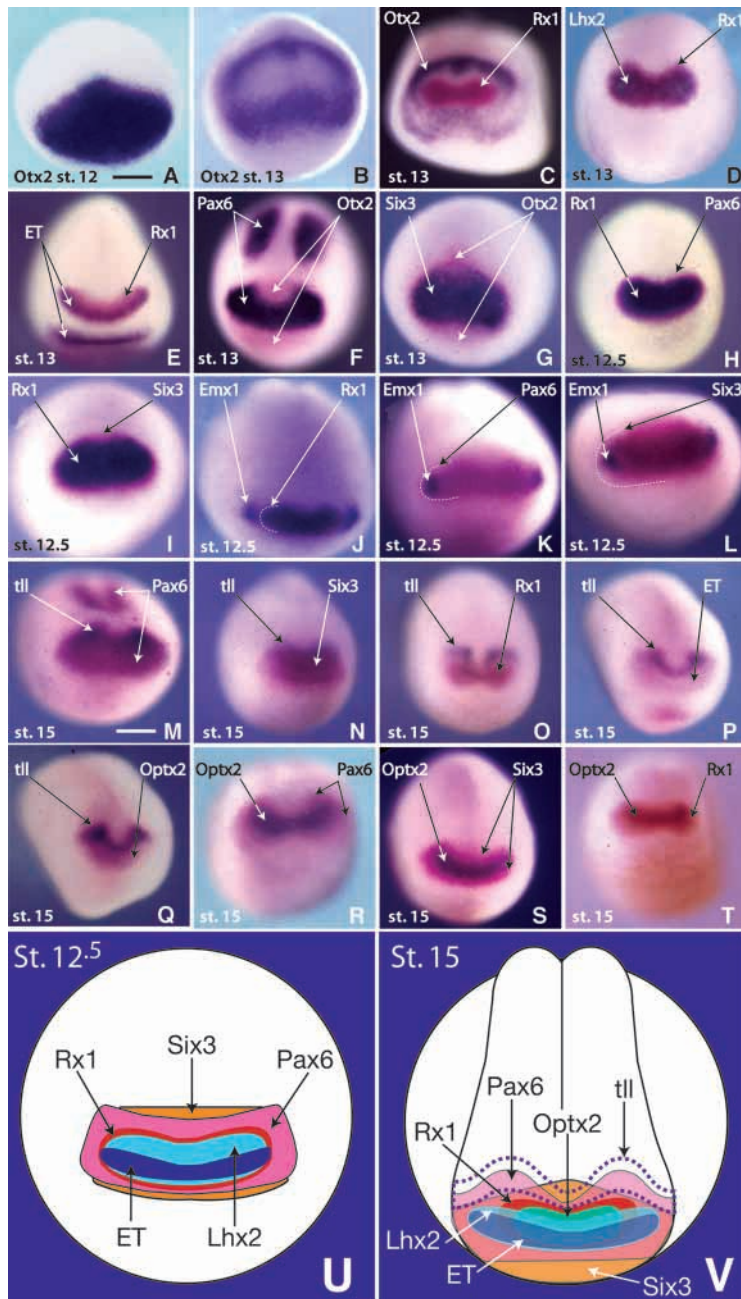 Otx2 Rx1 Lhx2 Rx1
Otx2 st. 12 A
Otx2 st. 13 B
st. 13 C
st. 13 D
ET Rx1 Pax6 Otx2 Six3 Otx2 Rx1 Pax6
st. 13 E
st. 13 F
st. 13 G
st. 12.5 H
Rx1 Six3 Emx1 Rx1 Emx1 Pax6 Emx1 Six3
st. 12.5 I
st. 12.5 J
st. 12.5 K
st. 12.5 L
tll Pax6 tll Six3 tll Rx1 tll ET
st. 15 M
st. 15 N
st. 15 O
st. 15 P
tll Optx2 Optx2 Pax6 Optx2 Six3 Optx2 Rx1
st. 15 Q
st. 15 R
st. 15 S
st. 15 T
St. 12.5
Six3
Rx1 Pax6
ET Lhx2
U
St. 15
Pax6 tll
Optx2
Rx1
Lhx2
ET
Six3
V